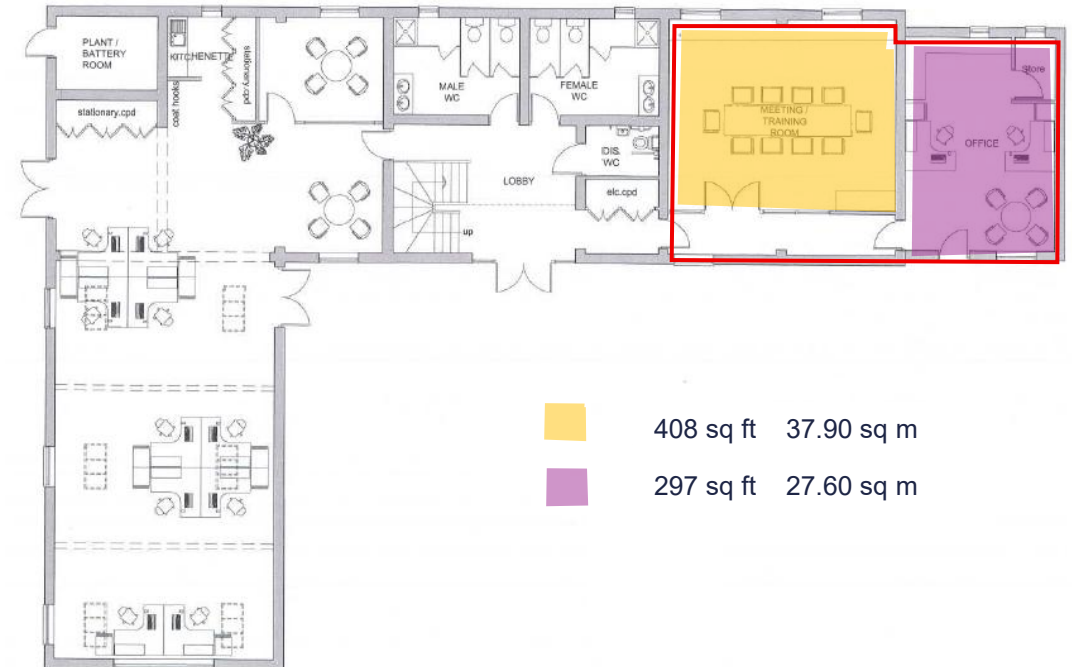 PLANT /
BATTERY
ROOM
KITCHENETTE
stationary.cpd
coat hooks
stationary.cpd
MALE
WC
FEMALE
WC
DIS.
WC
LOBBY
elc.cpd
up
MEETING /
TRAINING
ROOM
Store
OFFICE
408 sq ft 37.90 sq m
297 sq ft 27.60 sq m